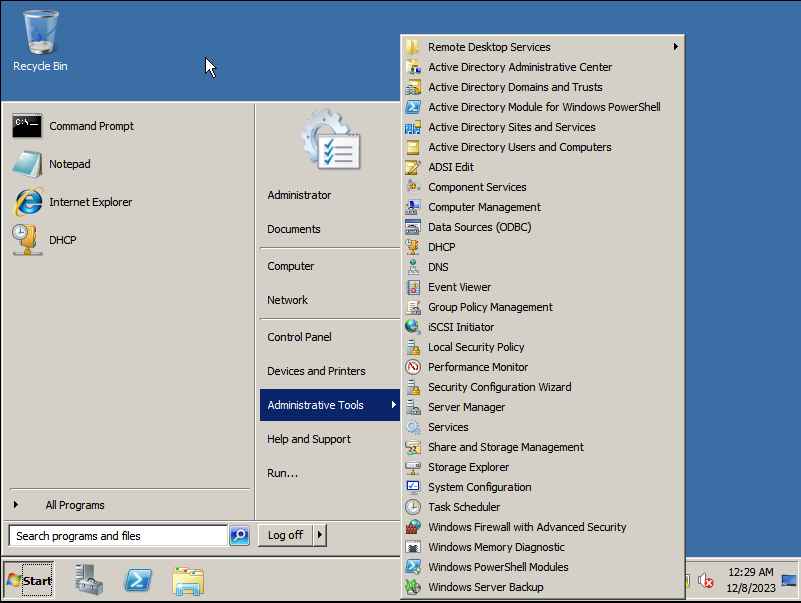 Recycle Bin
Command Prompt
Notepad
Internet Explorer
DHCP
All Programs
Search programs and files
Administrator
Documents
Computer
Network
Control Panel
Devices and Printers
Administrative Tools
Help and Support
Run...
Log off
Remote Desktop Services
Active Directory Administrative Center
Active Directory Domains and Trusts
Active Directory Module for Windows PowerShell
Active Directory Sites and Services
Active Directory Users and Computers
ADSI Edit
Component Services
Computer Management
Data Sources (ODBC)
DHCP
DNS
Event Viewer
Group Policy Management
iSCSI Initiator
Local Security Policy
Performance Monitor
Security Configuration Wizard
Server Manager
Services
Share and Storage Management
Storage Explorer
System Configuration
Task Scheduler
Windows Firewall with Advanced Security
Windows Memory Diagnostic
Windows PowerShell Modules
Windows Server Backup
Start
12:29 AM
12/8/2023